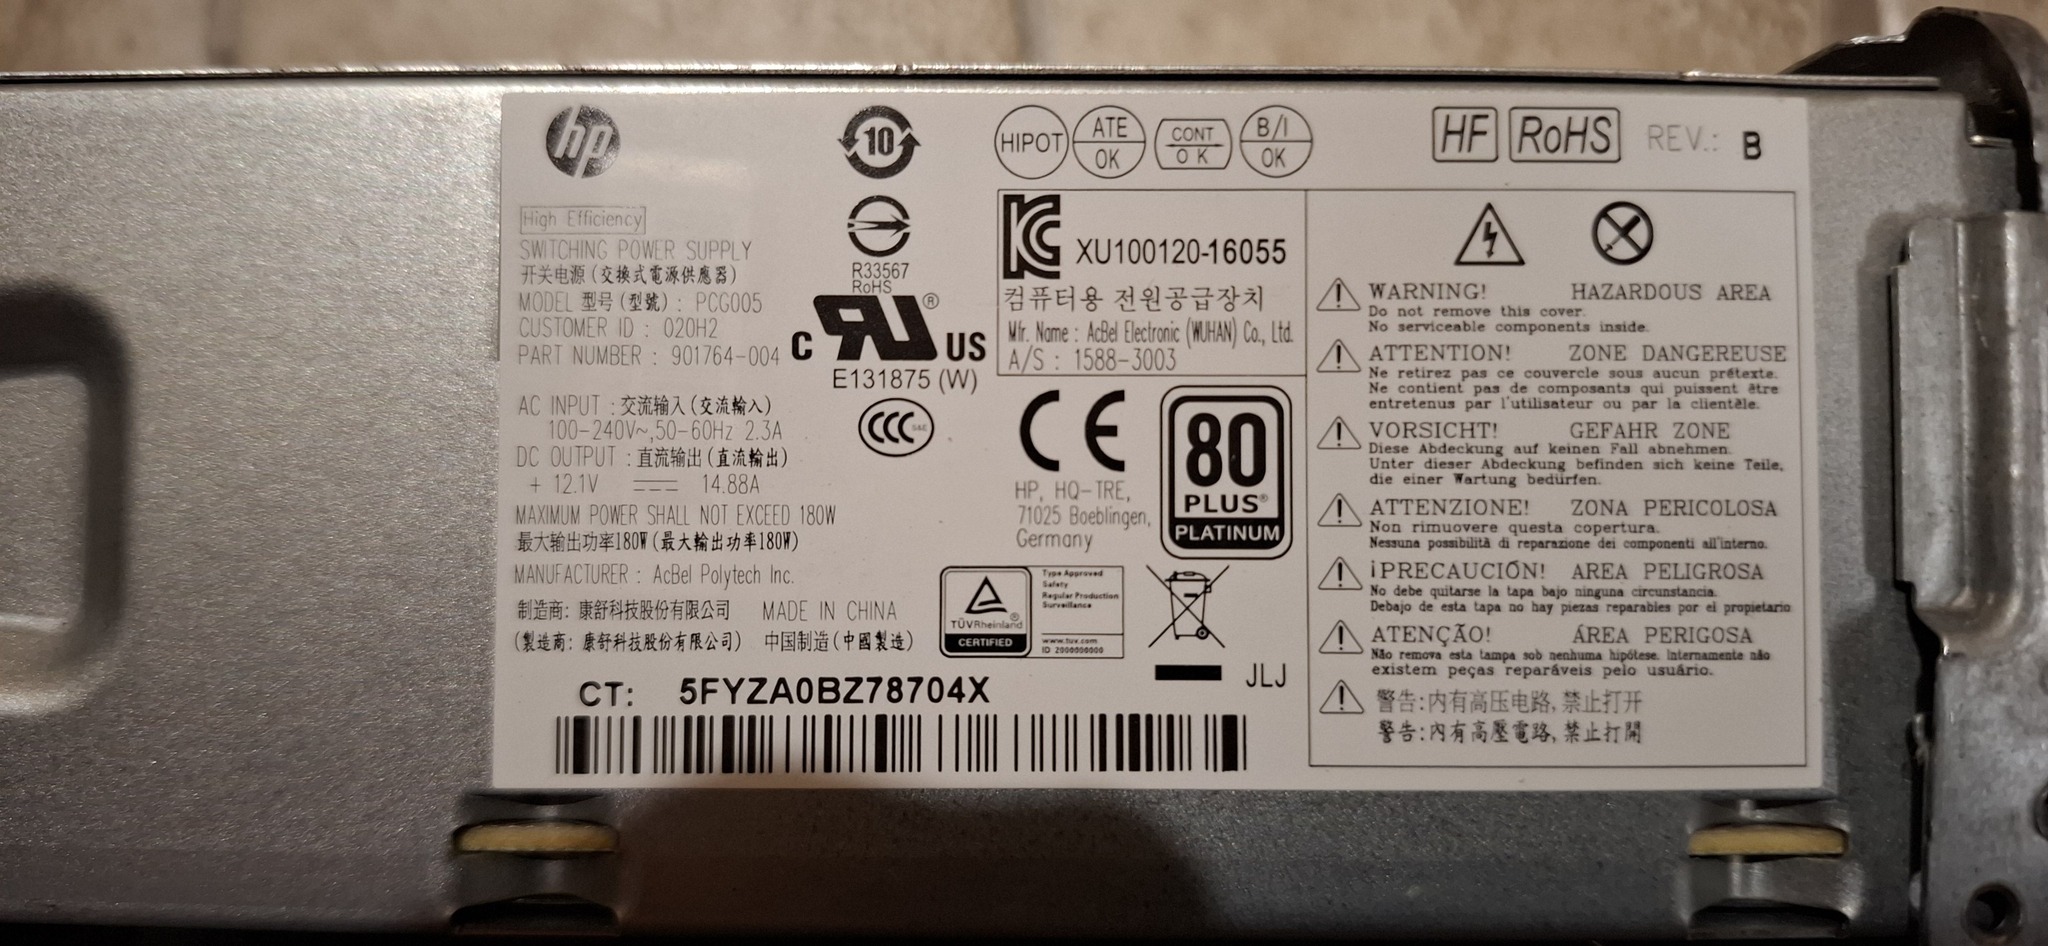 hp
High Efficiency
SWITCHING POWER SUPPLY
开关电源(交換式電源供應器)
MODEL 型号(型號) : PCG005
CUSTOMER ID : 020H2
PART NUMBER : 901764-004
AC INPUT : 交流输入(交流輸入)
100-240V~,50-60Hz 2.3A
DC OUTPUT : 直流输出(直流輸出)
+ 12.1V 14.88A
MAXIMUM POWER SHALL NOT EXCEED 180W
最大输出功率180W(最大輸出功率180W)
MANUFACTURER : AcBel Polytech Inc.
制造商: 康舒科技股份有限公司 MADE IN CHINA
(製造商: 康舒科技股份有限公司) 中国制造(中國製造)
CT: 5FYZA0BZ78704X
10
R33567
RoHS
C RU® US
E131875 (W)
CCC S&E
HIPOT
ATE OK
CONT OK
B/I OK
HF
RoHS
REV.: B
KC XU100120-16055
컴퓨터용 전원공급장치
Mfr. Name : AcBel Electronic (WUHAN) Co., Ltd.
A/S : 1588-3003
CE
HP, HQ-TRE,
71025 Boeblingen,
Germany
80
PLUS®
PLATINUM
TÜVRheinland®
CERTIFIED
Type Approved
Safety
Regular Production
Surveillance
www.tuv.com
ID 2000000000
JLJ
WARNING! HAZARDOUS AREA
Do not remove this cover.
No serviceable components inside.
ATTENTION! ZONE DANGEREUSE
Ne retirez pas ce couvercle sous aucun prétexte.
Ne contient pas de composants qui puissent être
entretenus par l'utilisateur ou par la clientèle.
VORSICHT! GEFAHR ZONE
Diese Abdeckung auf keinen Fall abnehmen.
Unter dieser Abdeckung befinden sich keine Teile,
die einer Wartung bedürfen.
ATTENZIONE! ZONA PERICOLOSA
Non rimuovere questa copertura.
Nessuna possibilità di reparazione dei componenti all'interno.
¡PRECAUCIÓN! AREA PELIGROSA
No debe quitarse la tapa bajo ninguna circunstancia.
Debajo de esta tapa no hay piezas reparables por el propietario
ATENÇÃO! ÁREA PERIGOSA
Não remova esta tampa sob nenhuma hipótese. Internamente não
existem peças reparáveis pelo usuário.
警告:内有高压电路,禁止打开
警告:內有高壓電路,禁止打開